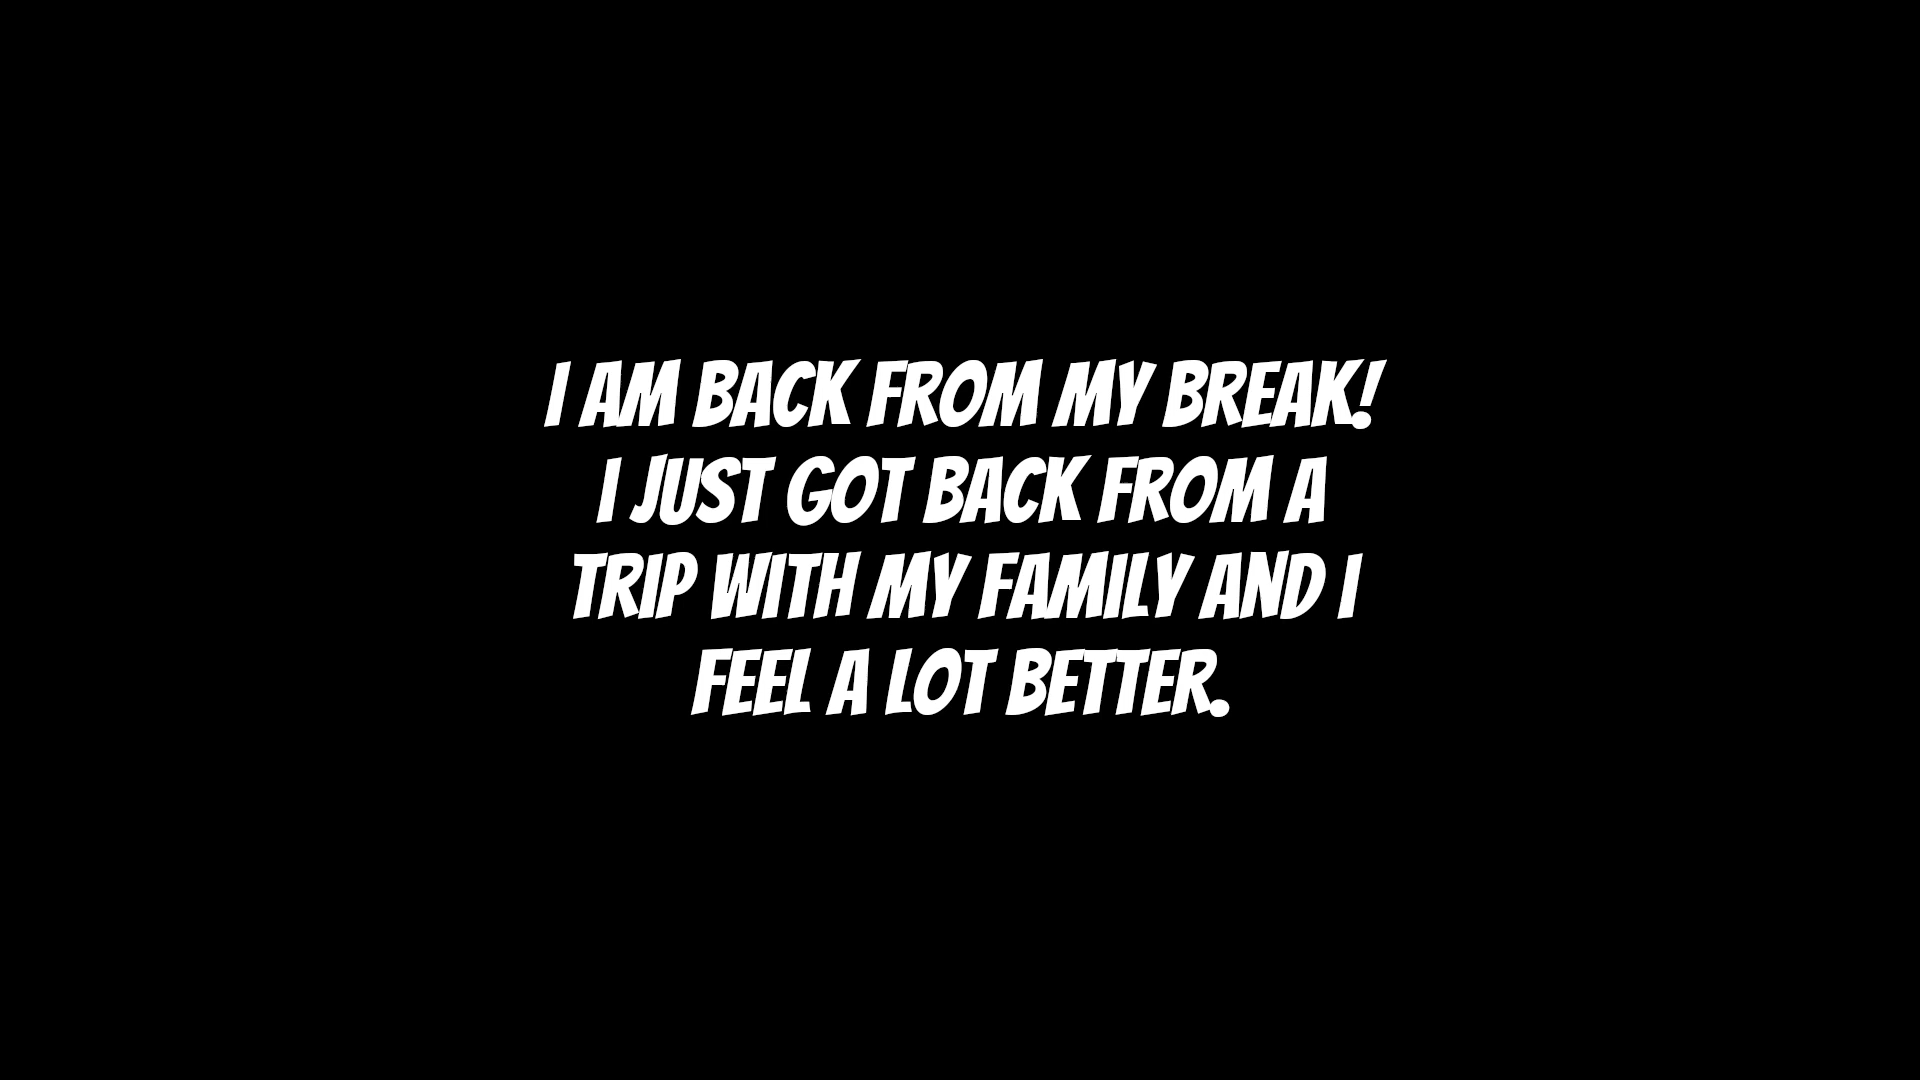 I AM BACK FROM MY BREAK!
I JUST GOT BACK FROM A
TRIP WITH MY FAMILY AND I
FEEL A LOT BETTER.